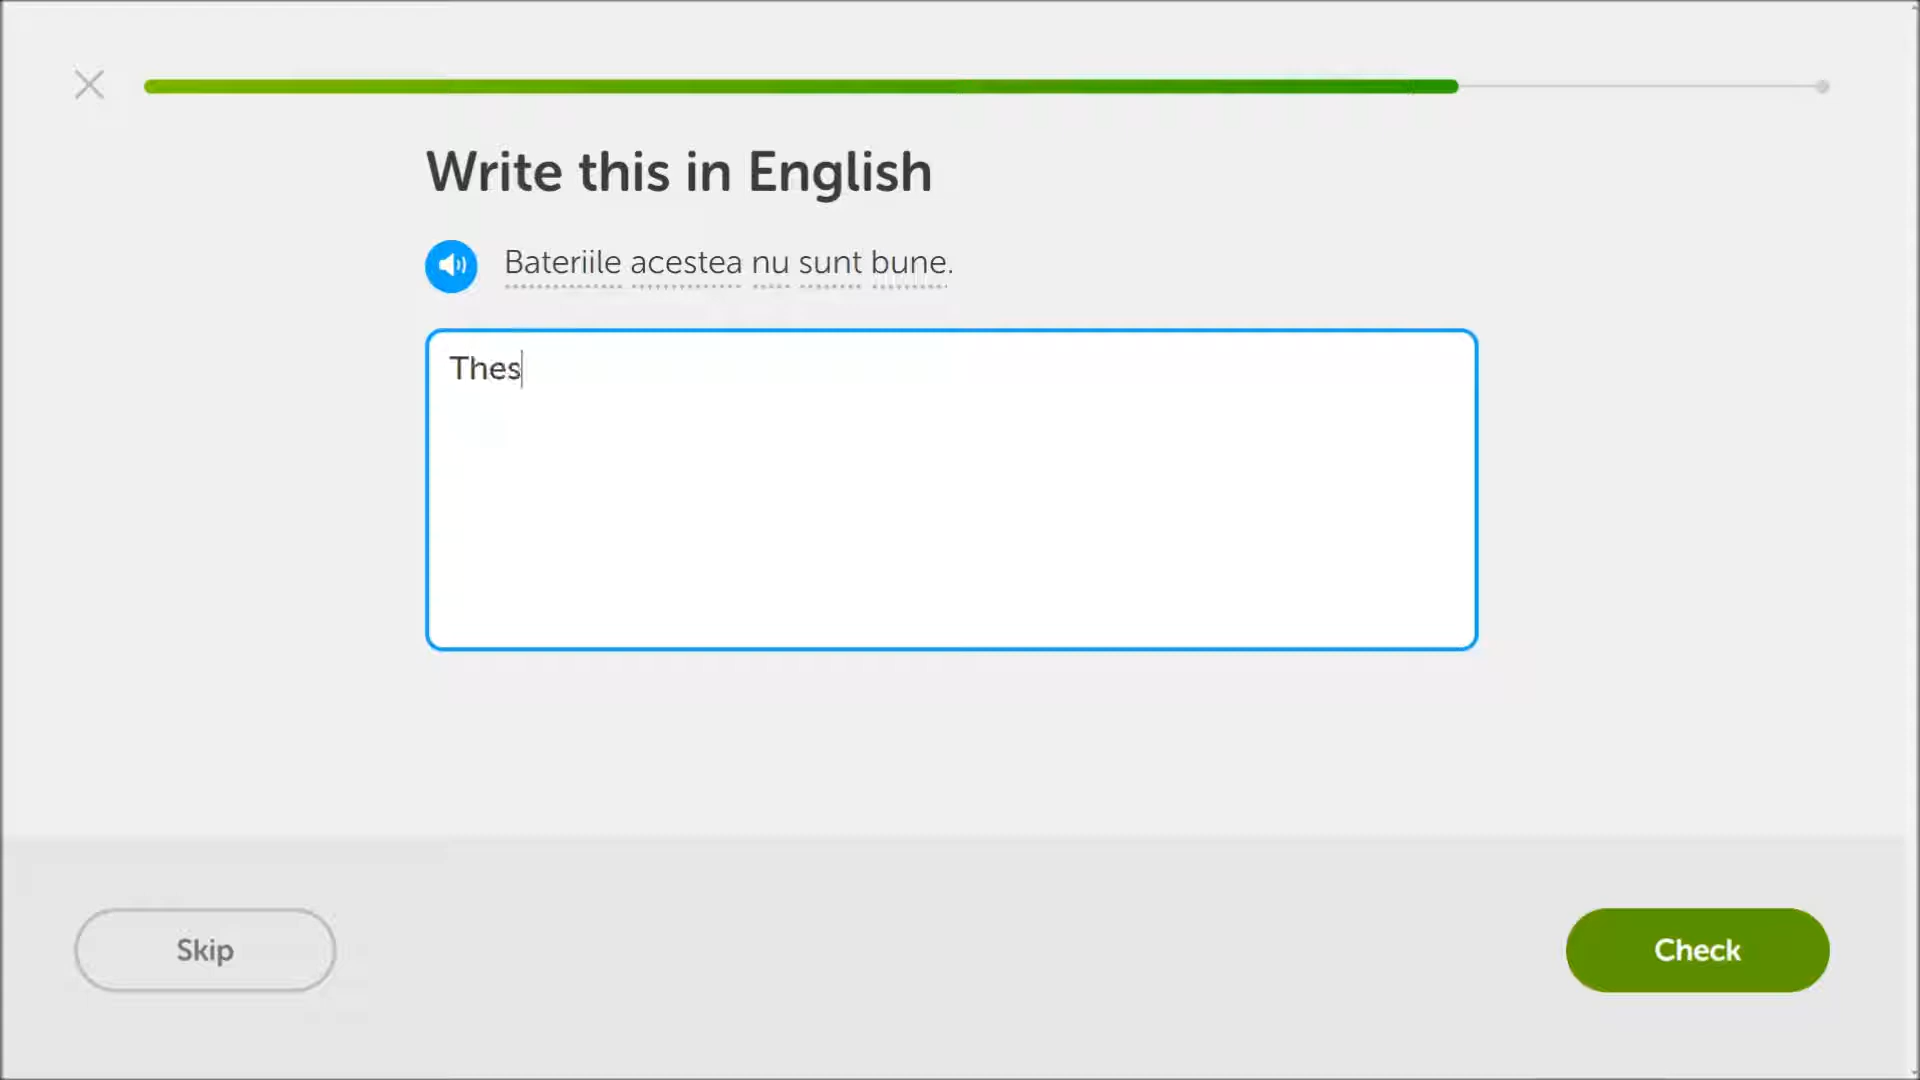 Write this in English
Bateriile acestea nu sunt bune.
Thes
Skip
Check